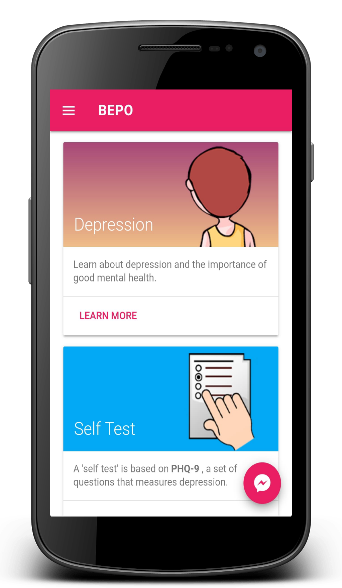 BEPO
Depression
Learn about depression and the importance of
good mental health.
LEARN MORE
Self Test
A 'self test' is based on PHQ-9 , a set of
questions that measures depression.